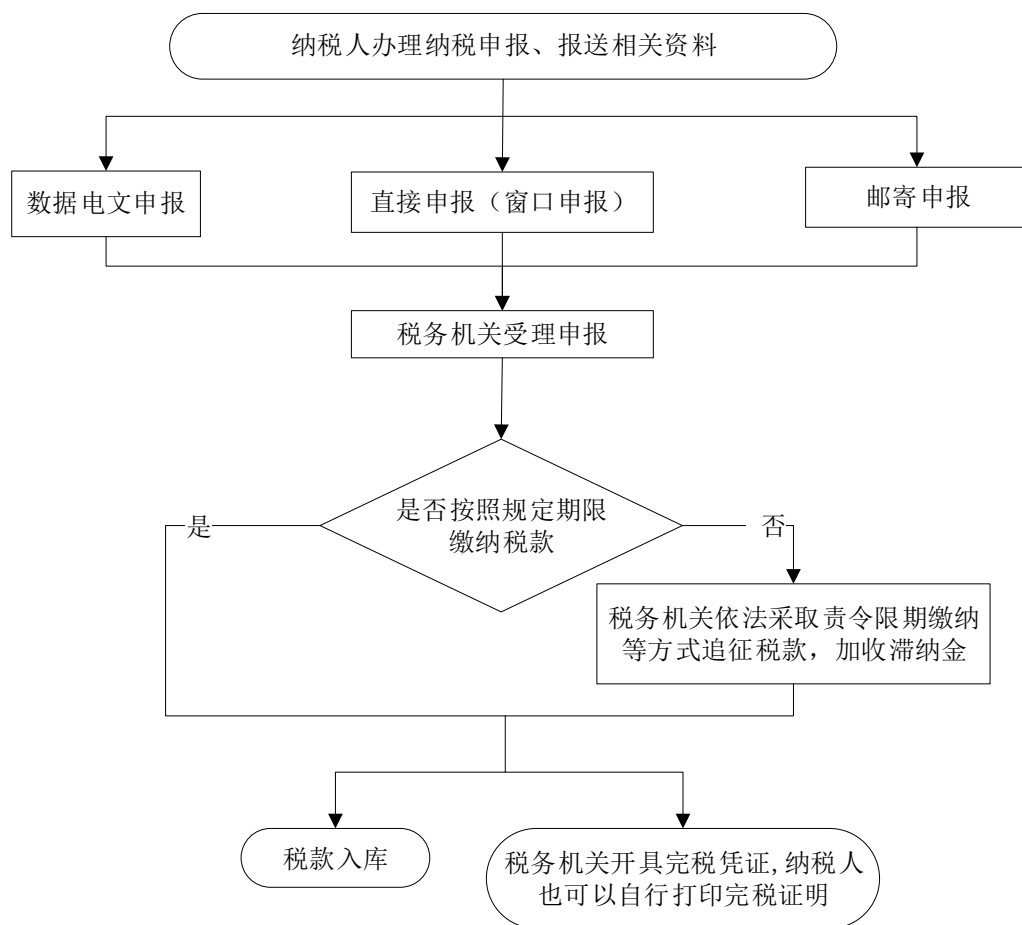 纳税人办理纳税申报、报送相关资料
数据电文申报
直接申报（窗口申报）
邮寄申报
税务机关受理申报
是否按照规定期限
缴纳税款
是
否
税务机关依法采取责令限期缴纳
等方式追征税款，加收滞纳金
税款入库
税务机关开具完税凭证,纳税人
也可以自行打印完税证明